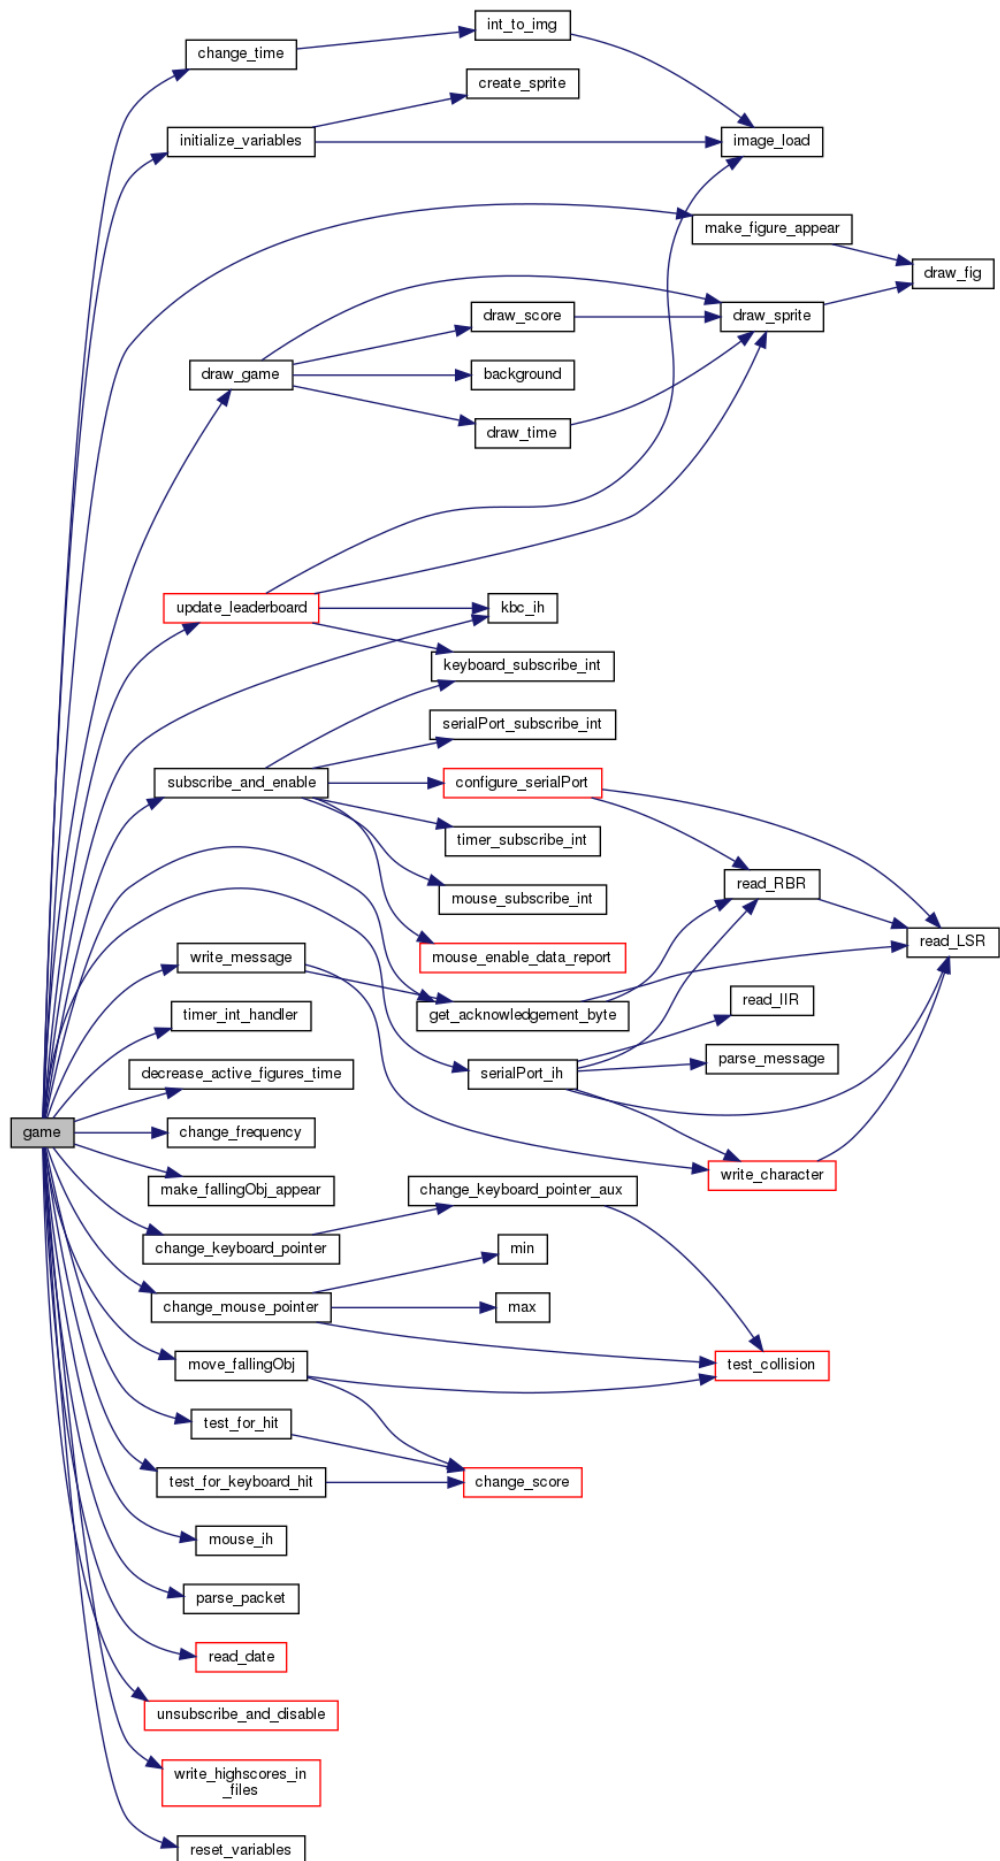 int_to_img
change_time
create_sprite
initialize_variables
image_load
make_figure_appear
draw_fig
draw_score
draw_sprite
draw_game
background
draw_time
update_leaderboard
kbc_ih
keyboard_subscribe_int
serialPort_subscribe_int
subscribe_and_enable
configure_serialPort
timer_subscribe_int
read_RBR
mouse_subscribe_int
read_LSR
write_message
mouse_enable_data_report
read_IIR
timer_int_handler
get_acknowledgement_byte
parse_message
decrease_active_figures_time
serialPort_ih
game
change_frequency
write_character
make_fallingObj_appear
change_keyboard_pointer_aux
change_keyboard_pointer
min
change_mouse_pointer
max
move_fallingObj
test_collision
test_for_hit
test_for_keyboard_hit
change_score
mouse_ih
parse_packet
read_date
unsubscribe_and_disable
write_highscores_in
_files
reset_variables